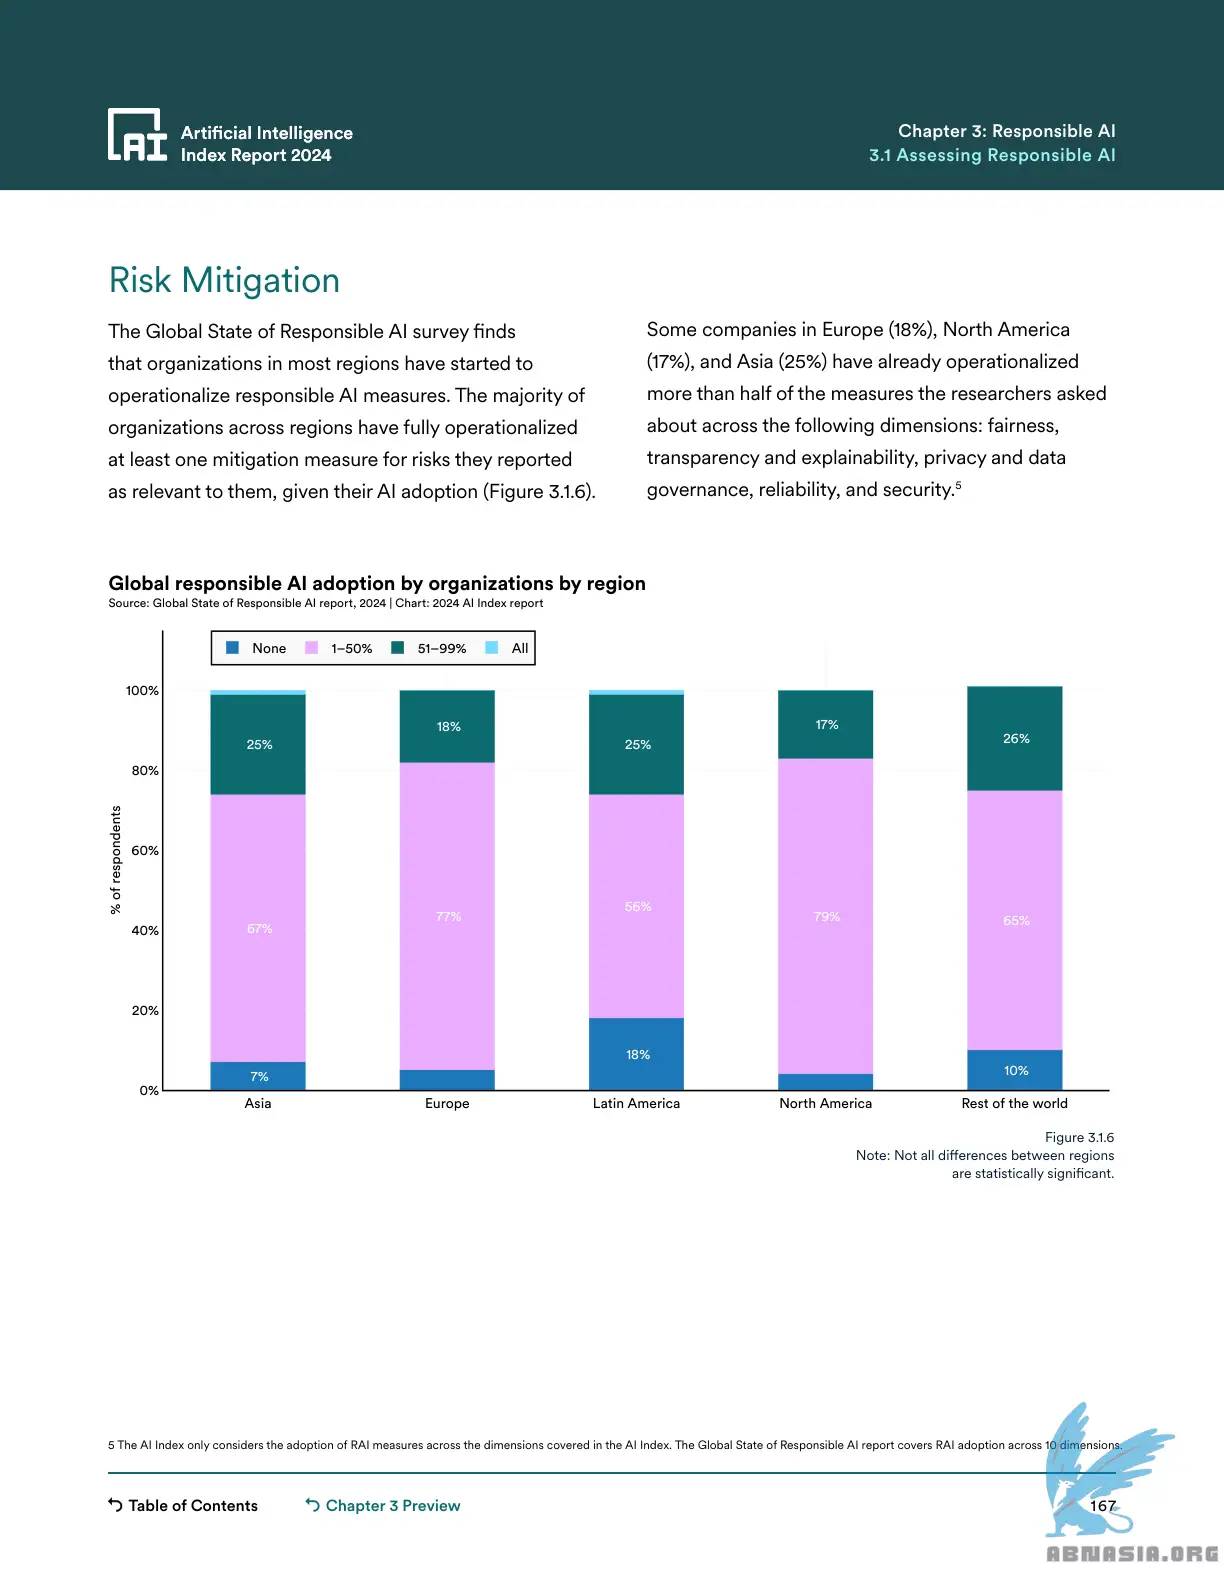 Artificial Intelligence
Index Report 2024
Chapter 3: Responsible AI
3.1 Assessing Responsible AI
Risk Mitigation
The Global State of Responsible AI survey finds
that organizations in most regions have started to
operationalize responsible AI measures. The majority of
organizations across regions have fully operationalized
at least one mitigation measure for risks they reported
as relevant to them, given their AI adoption (Figure 3.1.6).
Some companies in Europe (18%), North America
(17%), and Asia (25%) have already operationalized
more than half of the measures the researchers asked
about across the following dimensions: fairness,
transparency and explainability, privacy and data
governance, reliability, and security.5
Global responsible AI adoption by organizations by region
Source: Global State of Responsible AI report, 2024 | Chart: 2024 AI Index report
None 1–50% 51–99% All
100%
80%
60%
40%
20%
0%
% of respondents
25%
67%
7%
18%
77%
25%
56%
18%
17%
79%
26%
65%
10%
Asia Europe Latin America North America Rest of the world
Figure 3.1.6
Note: Not all differences between regions
are statistically significant.
5 The AI Index only considers the adoption of RAI measures across the dimensions covered in the AI Index. The Global State of Responsible AI report covers RAI adoption across 10 dimensions.
Table of Contents Chapter 3 Preview 167
ABNASIA.ORG